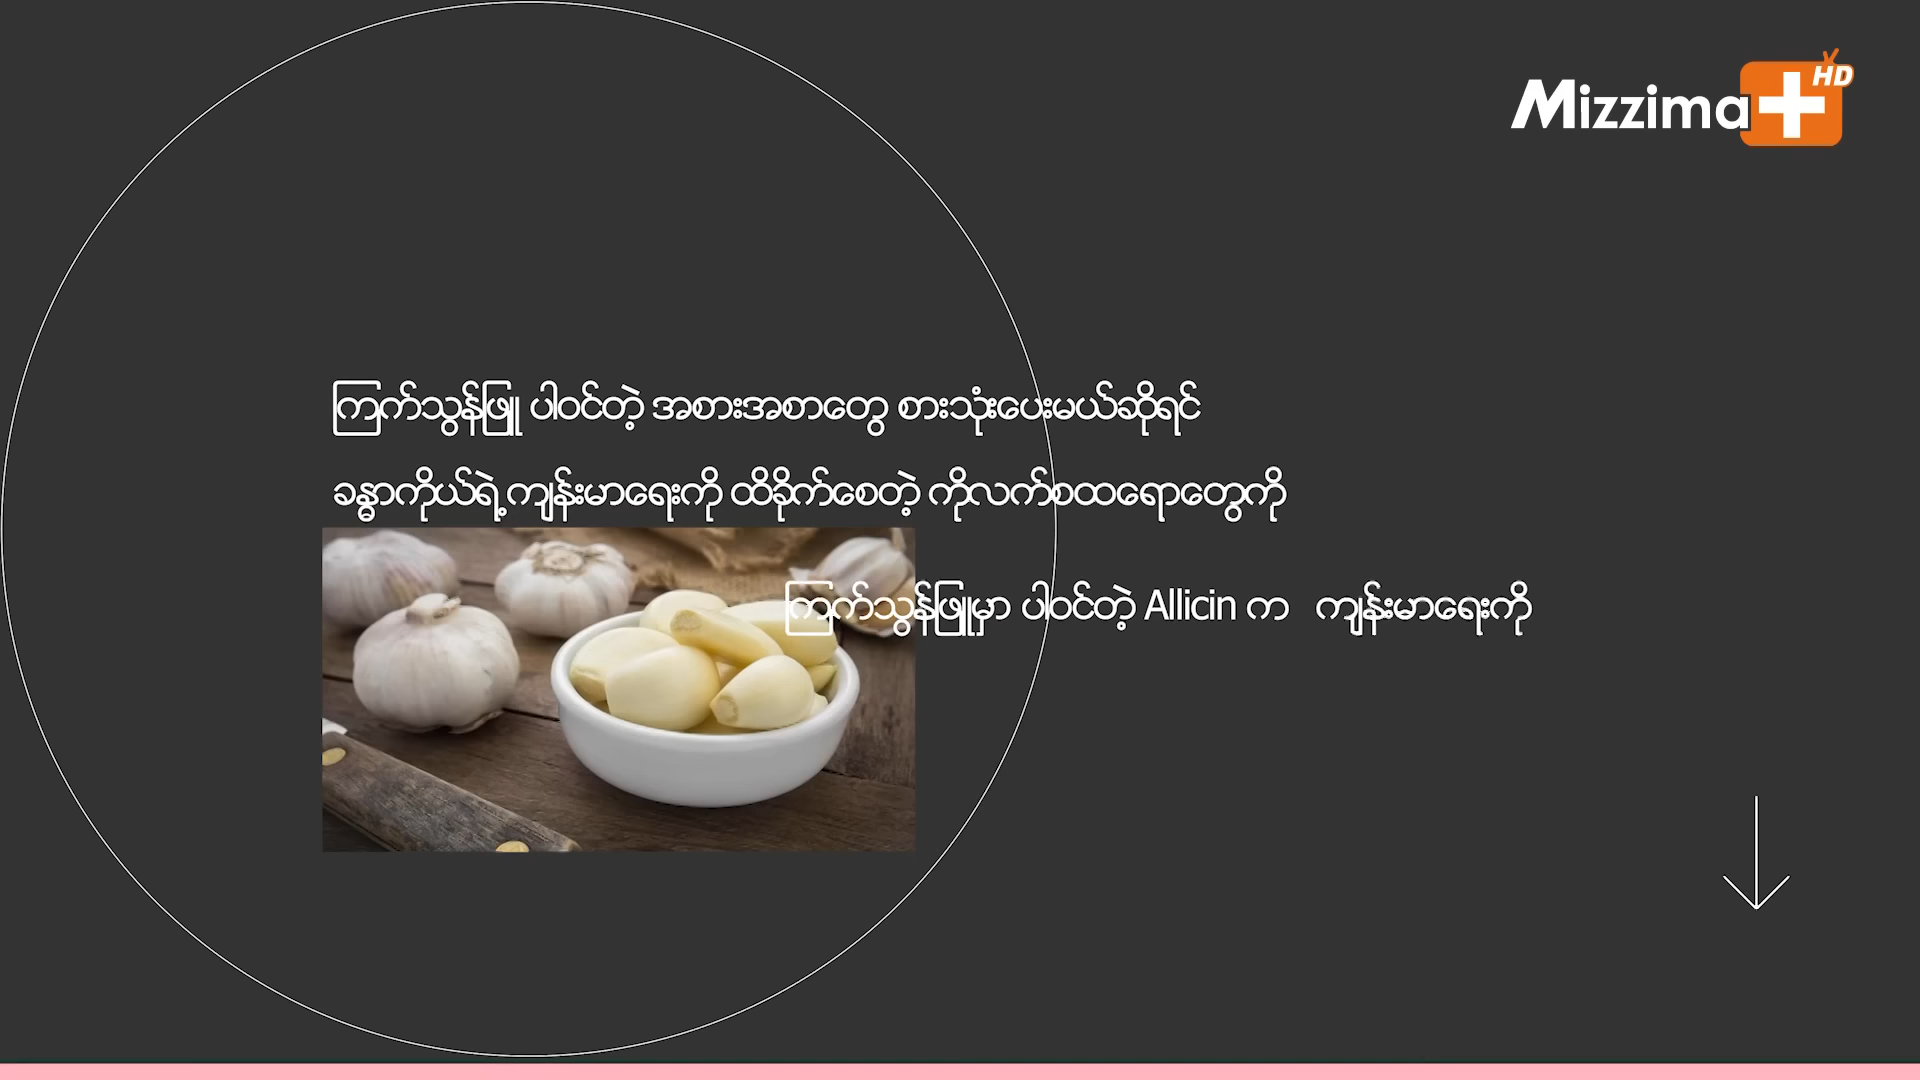 Mizzima+ HD
ကြက်သွန်ဖြူ ပါဝင်တဲ့ အစားအစာတွေ စားသုံးပေးမယ်ဆိုရင်
ခန္ဓာကိုယ်ရဲ့ကျန်းမာရေးကို ထိခိုက်စေတဲ့ ကိုလက်စထရောတွေကို
ကြက်သွန်ဖြူမှာ ပါဝင်တဲ့ Allicin က ကျန်းမာရေးကို